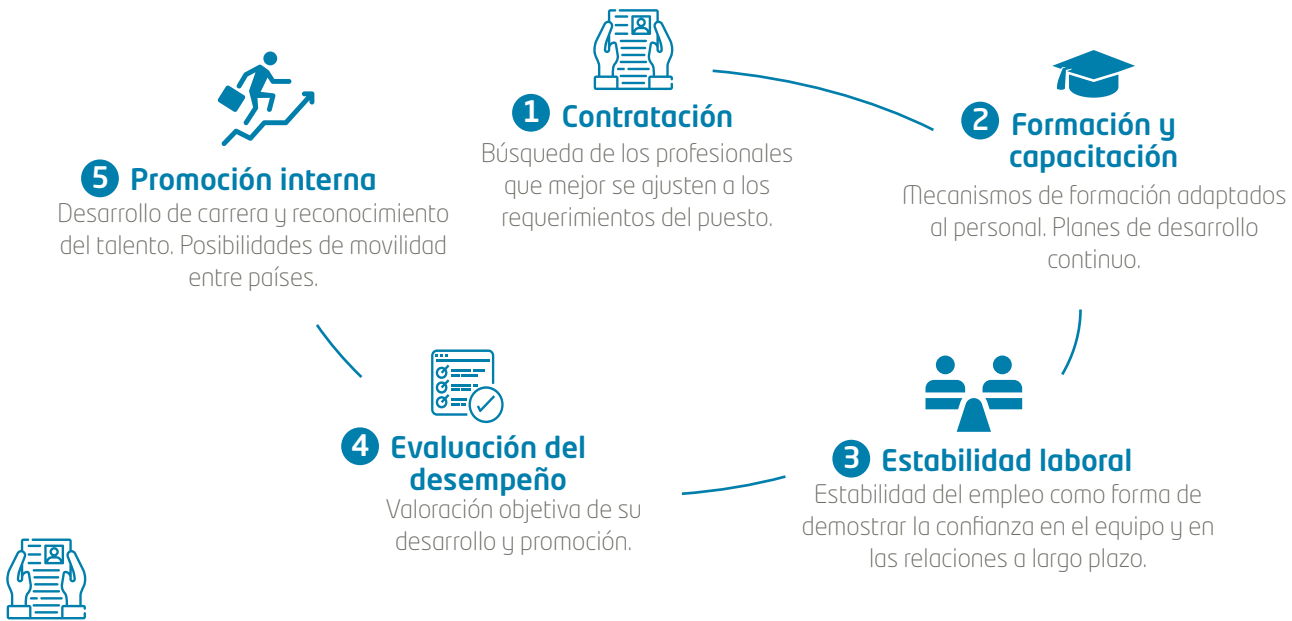 1 Contratación
Búsqueda de los profesionales
que mejor se ajusten a los
requerimientos del puesto.
2 Formación y
capacitación
Mecanismos de formación adaptados
al personal. Planes de desarrollo
continuo.
3 Estabilidad laboral
Estabilidad del empleo como forma de
demostrar la confianza en el equipo y en
las relaciones a largo plazo.
4 Evaluación del
desempeño
Valoración objetiva de su
desarrollo y promoción.
5 Promoción interna
Desarrollo de carrera y reconocimiento
del talento. Posibilidades de movilidad
entre países.